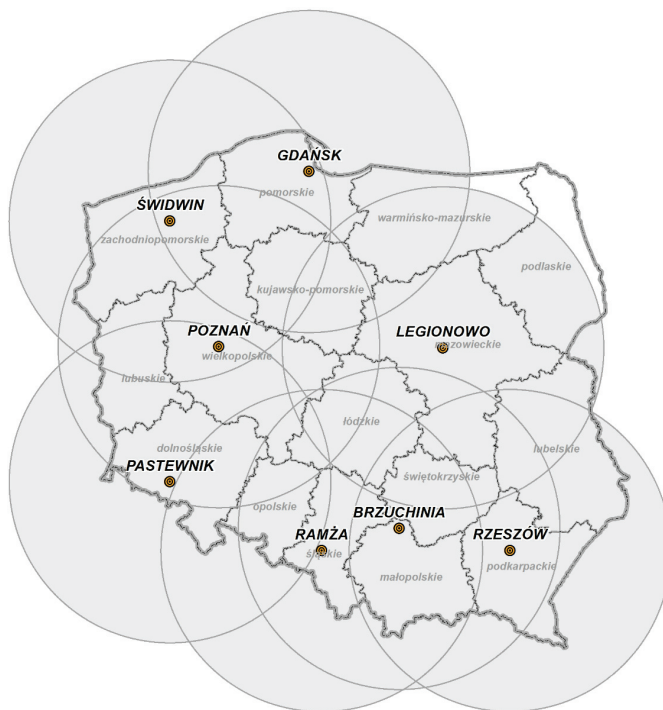 GDAŃSK
pomorskie
ŚWIDWIN
warmińsko-mazurskie
zachodniopomorskie
podlaskie
kujawsko-pomorskie
POZNAŃ
LEGIONOWO
mazowieckie
wielkopolskie
lubuskie
łódzkie
dolnośląskie
lubelskie
PASTEWNIK
świętokrzyskie
opolskie
BRZUCHINIA
RAMŻA
RZESZÓW
śląskie
podkarpackie
małopolskie